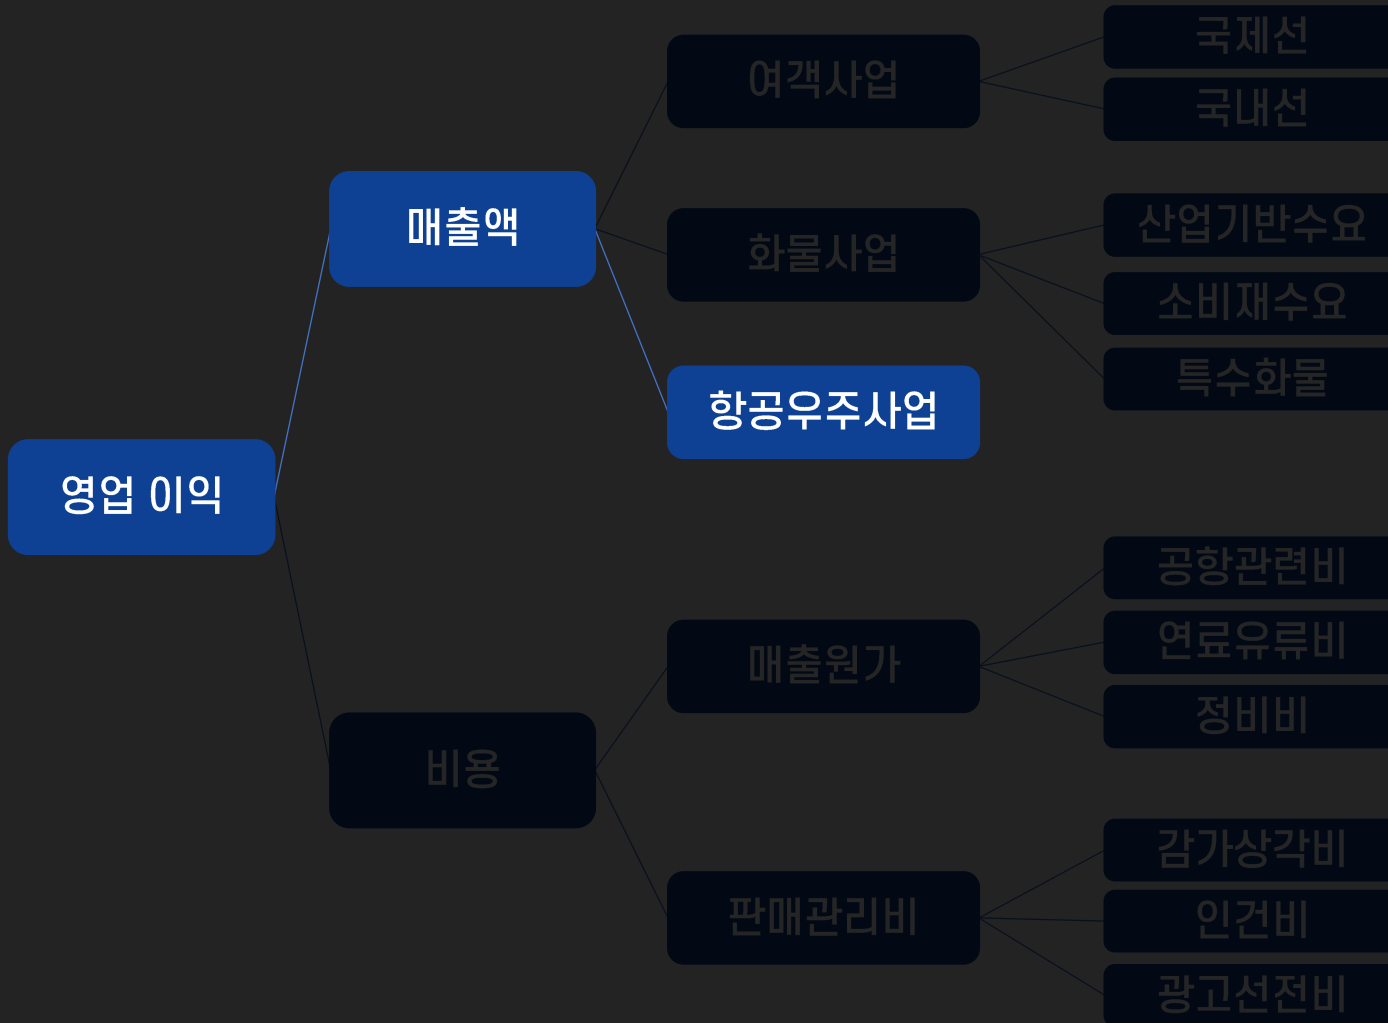 영업 이익
매출액
여객사업
국제선
국내선
화물사업
산업기반수요
소비재수요
특수화물
항공우주사업
비용
매출원가
공항관련비
연료유류비
정비비
판매관리비
감가상각비
인건비
광고선전비